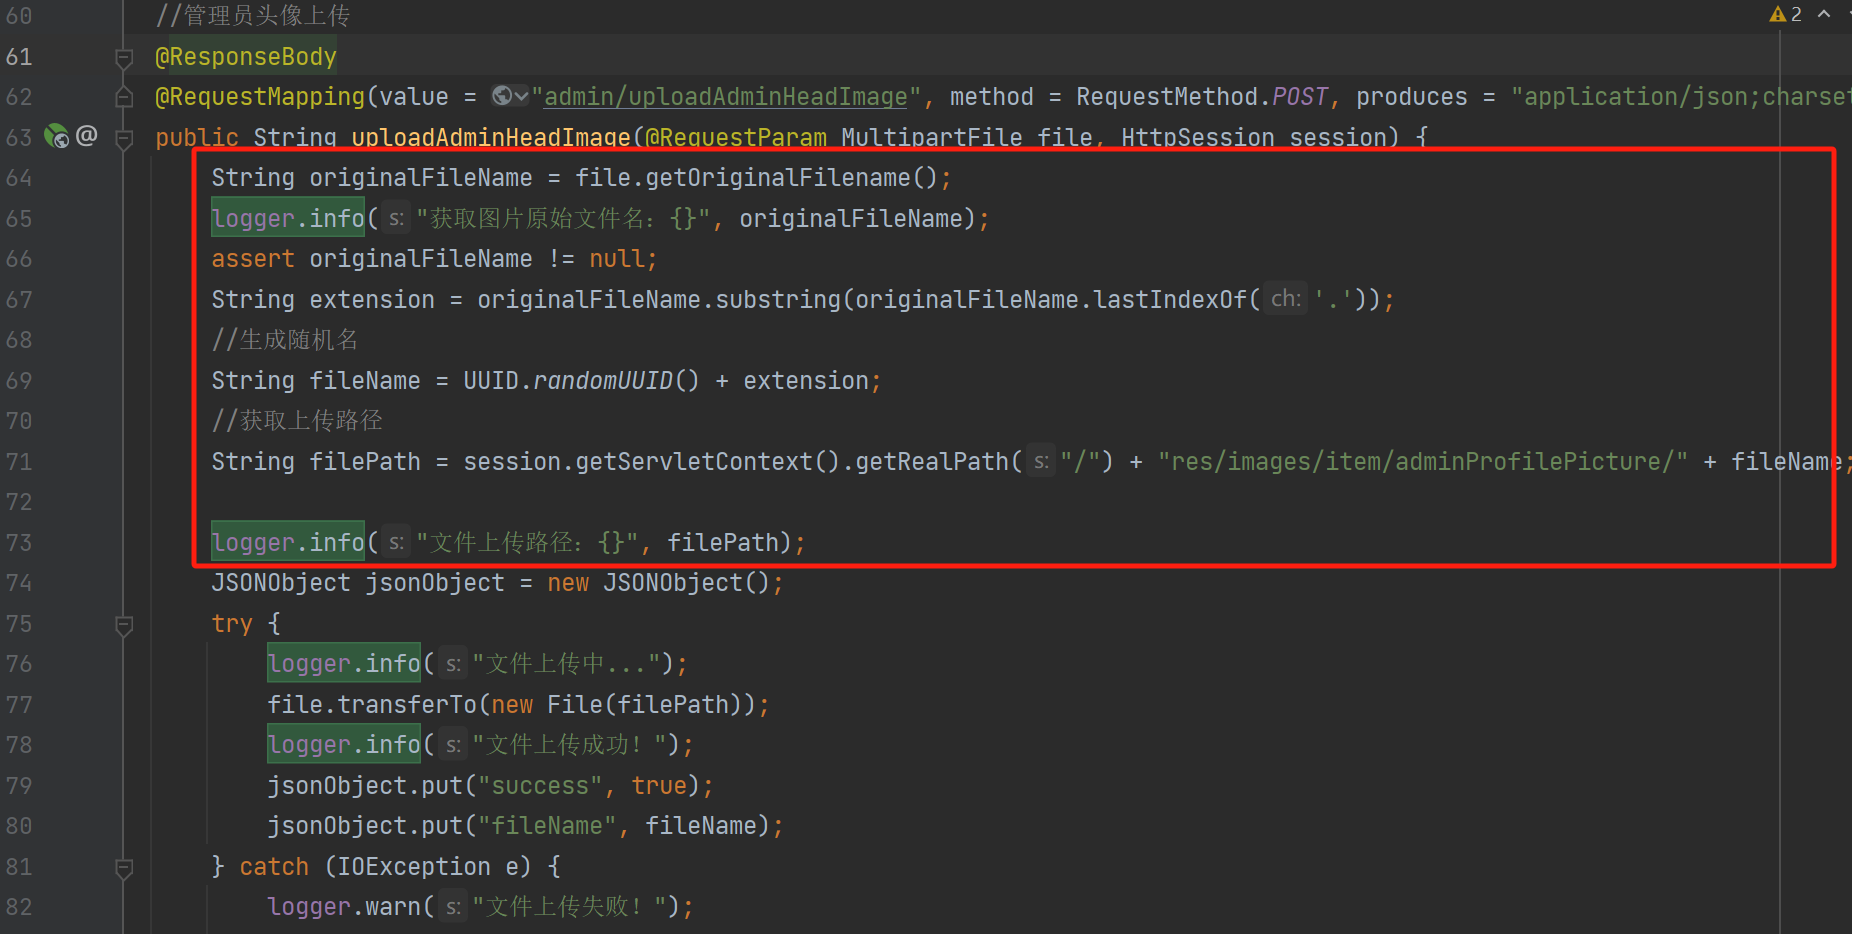 60 //管理员头像上传 2
61 @ResponseBody
62 @RequestMapping(value = "admin/uploadAdminHeadImage", method = RequestMethod.POST, produces = "application/json;charset
63 @ public String uploadAdminHeadImage(@RequestParam MultipartFile file, HttpSession session) {
64 String originalFileName = file.getOriginalFilename();
65 logger.info( s: "获取图片原始文件名：{}", originalFileName);
66 assert originalFileName != null;
67 String extension = originalFileName.substring(originalFileName.lastIndexOf( ch: '.'));
68 //生成随机名
69 String fileName = UUID.randomUUID() + extension;
70 //获取上传路径
71 String filePath = session.getServletContext().getRealPath( s: "/") + "res/images/item/adminProfilePicture/" + fileName;
72
73 logger.info( s: "文件上传路径：{}", filePath);
74 JSONObject jsonObject = new JSONObject();
75 try {
76 logger.info( s: "文件上传中...");
77 file.transferTo(new File(filePath));
78 logger.info( s: "文件上传成功！");
79 jsonObject.put("success", true);
80 jsonObject.put("fileName", fileName);
81 } catch (IOException e) {
82 logger.warn( s: "文件上传失败！");